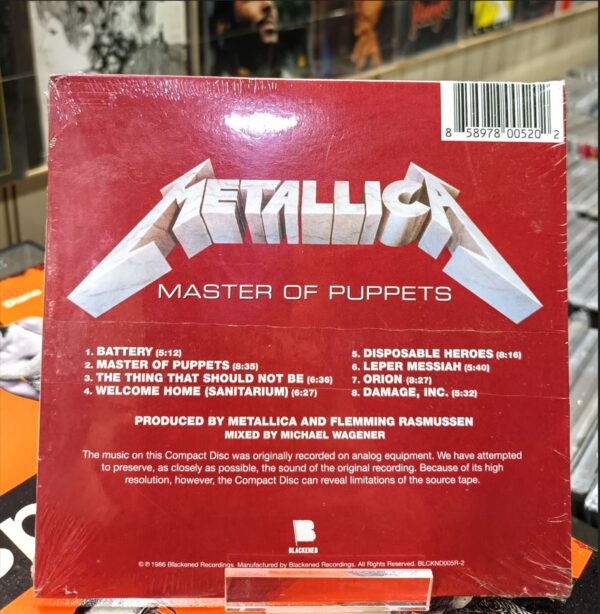 8 58978 00520 2
METALLICA
MASTER OF PUPPETS
1. BATTERY (5:12)
2. MASTER OF PUPPETS (8:35)
3. THE THING THAT SHOULD NOT BE (6:36)
4. WELCOME HOME (SANITARIUM) (6:27)
5. DISPOSABLE HEROES (8:16)
6. LEPER MESSIAH (5:40)
7. ORION (8:27)
8. DAMAGE, INC. (5:32)
PRODUCED BY METALLICA AND FLEMMING RASMUSSEN
MIXED BY MICHAEL WAGENER
The music on this Compact Disc was originally recorded on analog equipment. We have attempted
to preserve, as closely as possible, the sound of the original recording. Because of its high
resolution, however, the Compact Disc can reveal limitations of the source tape.
B
BLACKENED
© ℗ 1986 Blackened Recordings. Manufactured by Blackened Recordings. All Rights Reserved. BLCKND005R-2